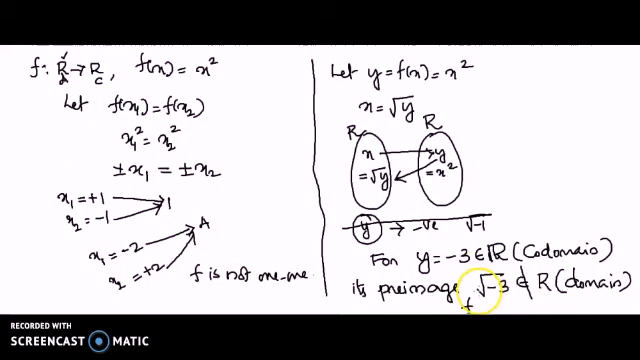 f: R → R , f(x) = x²
d c
Let f(x₁) = f(x₂)
x₁² = x₂²
±x₁ = ±x₂
x₁ = +1
x₂ = -1
1
x₁ = -2
x₂ = +2
A
f is not one-one
Let y = f(x) = x²
x = √y
R R
x → y
= √y = x²
y → -ve √-1
For y = -3 ∈ R (Codomain)
its preimage √-3 ∉ R (domain)
RECORDED WITH
SCREENCAST MATIC